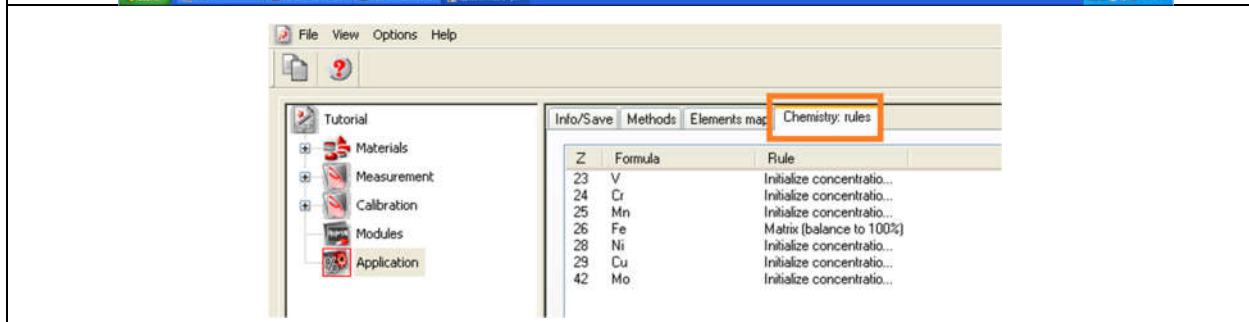 File View Options Help
Tutorial
Materials
Measurement
Calibration
Modules
Application
Info/Save Methods Elements map Chemistry: rules
Z Formula Rule
23 V Initialize concentratio...
24 Cr Initialize concentratio...
25 Mn Initialize concentratio...
26 Fe Matrix (balance to 100%)
28 Ni Initialize concentratio...
29 Cu Initialize concentratio...
42 Mo Initialize concentratio...